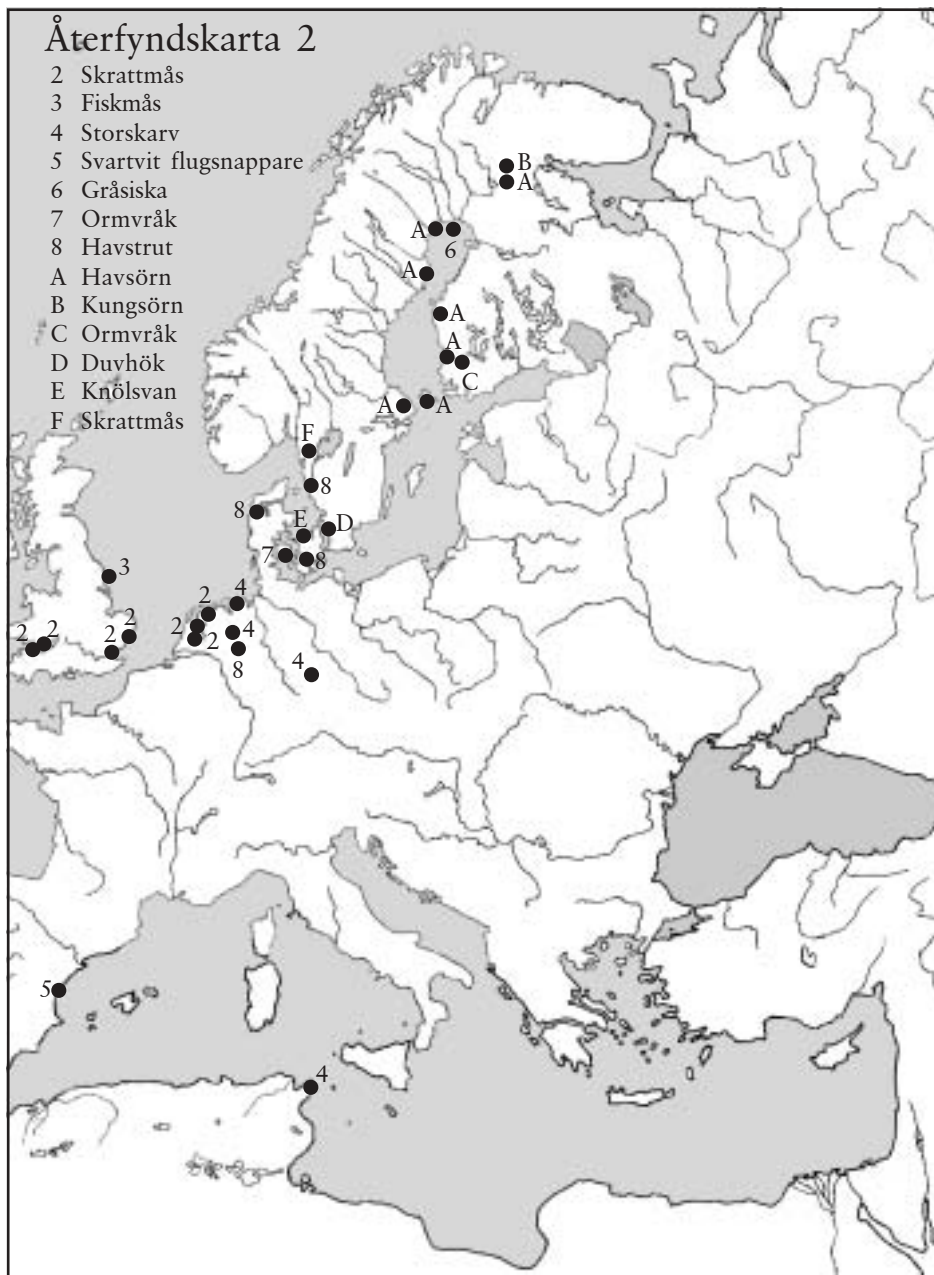 Återfyndskarta 2
2 Skrattmås
3 Fiskmås
4 Storskarv
5 Svartvit flugsnappare
6 Gråsiska
7 Ormvråk
8 Havstrut
A Havsörn
B Kungsörn
C Ormvråk
D Duvhök
E Knölsvan
F Skrattmås
B
A
A
6
A
A
A
C
A
A
F
8
8
E
D
7
8
3
4
2
2
2
2
2
4
2
2
8
4
5
4